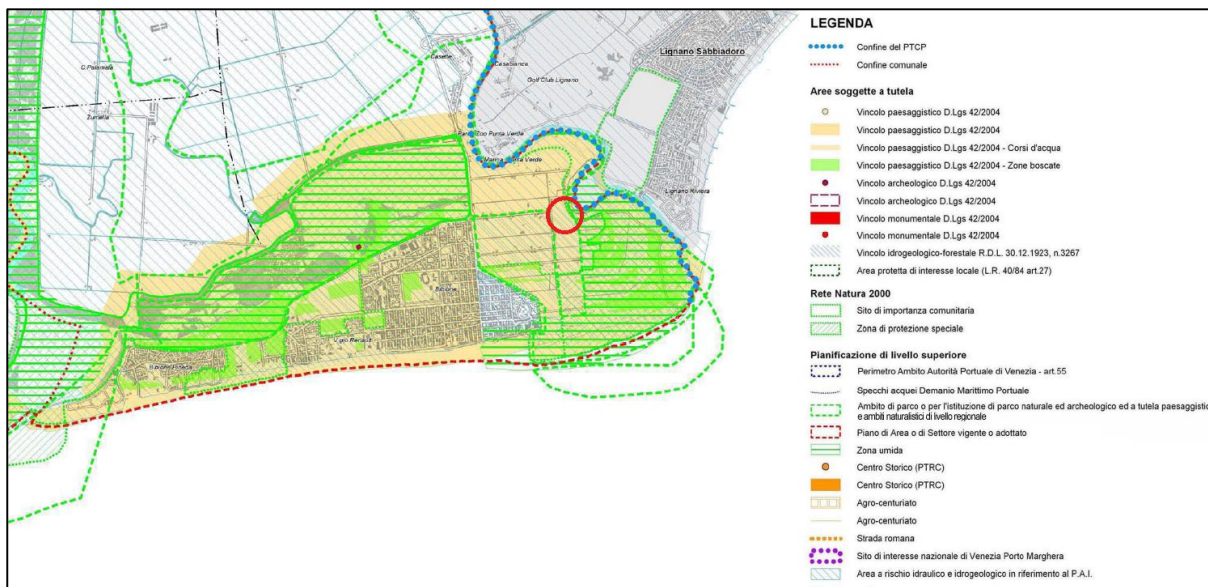 Lignano Sabbiadoro
Casette
Casabianca
Golf Club Lignano
Zumella
Lignano Riviera
Bibione
Bibione Pineda
LEGENDA
Confine del PTCP
Confine comunale
Aree soggette a tutela
Vincolo paesaggistico D.Lgs 42/2004
Vincolo paesaggistico D.Lgs 42/2004
Vincolo paesaggistico D.Lgs 42/2004 - Corsi d'acqua
Vincolo paesaggistico D.Lgs 42/2004 - Zone boscate
Vincolo archeologico D.Lgs 42/2004
Vincolo archeologico D.Lgs 42/2004
Vincolo monumentale D.Lgs 42/2004
Vincolo monumentale D.Lgs 42/2004
Vincolo idrogeologico-forestale R.D.L. 30.12.1923, n.3267
Area protetta di interesse locale (L.R. 40/84 art.27)
Rete Natura 2000
Sito di importanza comunitaria
Zona di protezione speciale
Pianificazione di livello superiore
Perimetro Ambito Autorità Portuale di Venezia - art.55
Specchi acquei Demanio Marittimo Portuale
Ambito di parco o per l'istituzione di parco naturale ed archeologico ed a tutela paesaggistic
e ambiti naturalistici di livello regionale
Piano di Area o di Settore vigente o adottato
Zona umida
Centro Storico (PTRC)
Centro Storico (PTRC)
Agro-centuriato
Agro-centuriato
Strada romana
Sito di interesse nazionale di Venezia Porto Marghera
Area a rischio idraulico e idrogeologico in riferimento al P.A.I.